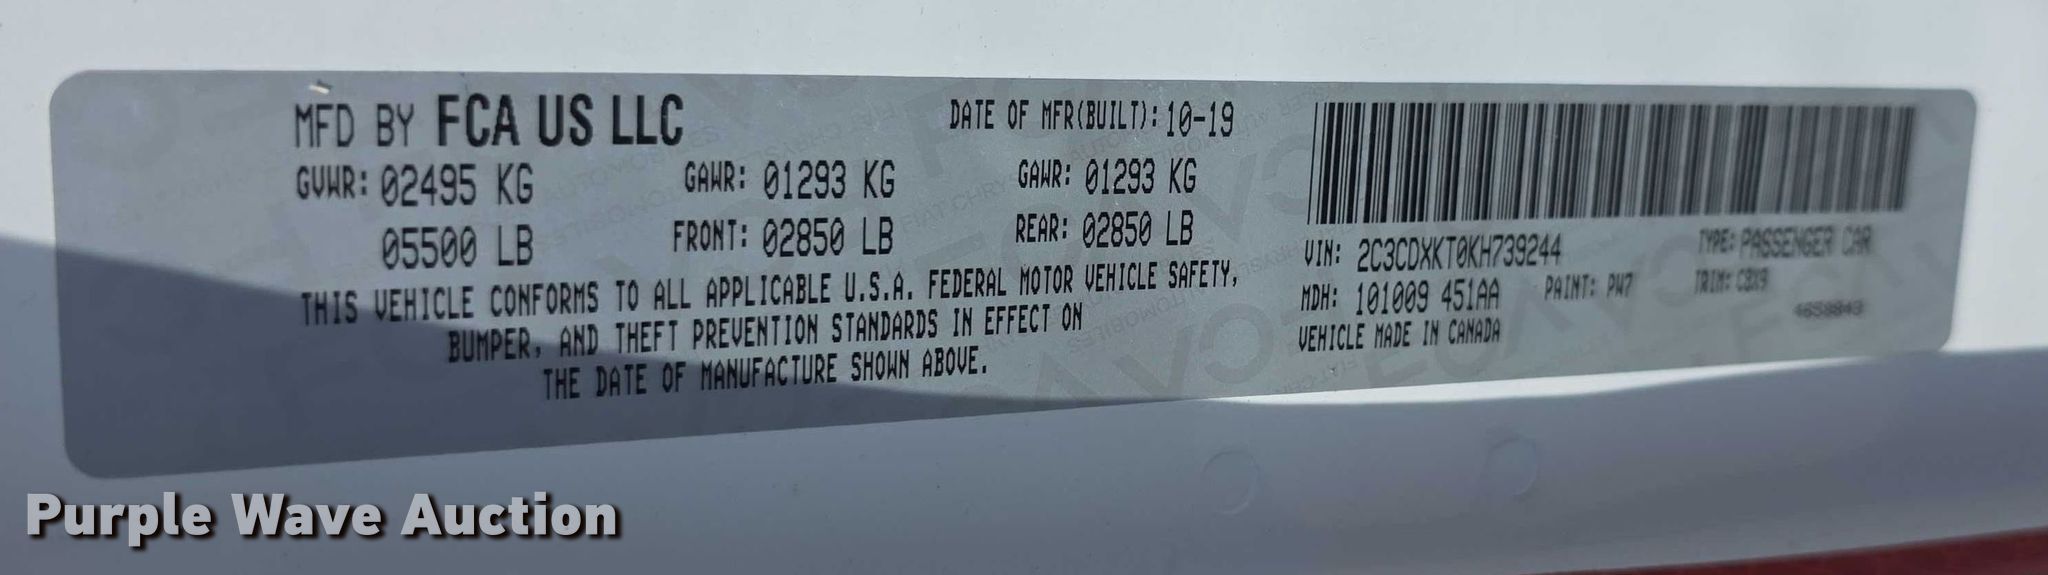 MFD BY FCA US LLC
DATE OF MFR(BUILT): 10-19
GVWR: 02495 KG
05500 LB
GAWR: 01293 KG
FRONT: 02850 LB
GAWR: 01293 KG
REAR: 02850 LB
THIS VEHICLE CONFORMS TO ALL APPLICABLE U.S.A. FEDERAL MOTOR VEHICLE SAFETY,
BUMPER, AND THEFT PREVENTION STANDARDS IN EFFECT ON
THE DATE OF MANUFACTURE SHOWN ABOVE.
VIN: 2C3CDXKT0KH739244
TYPE: PASSENGER CAR
MDH: 101009 451AA
PAINT: PW7
TRIM: CBX9
VEHICLE MADE IN CANADA
Purple Wave Auction